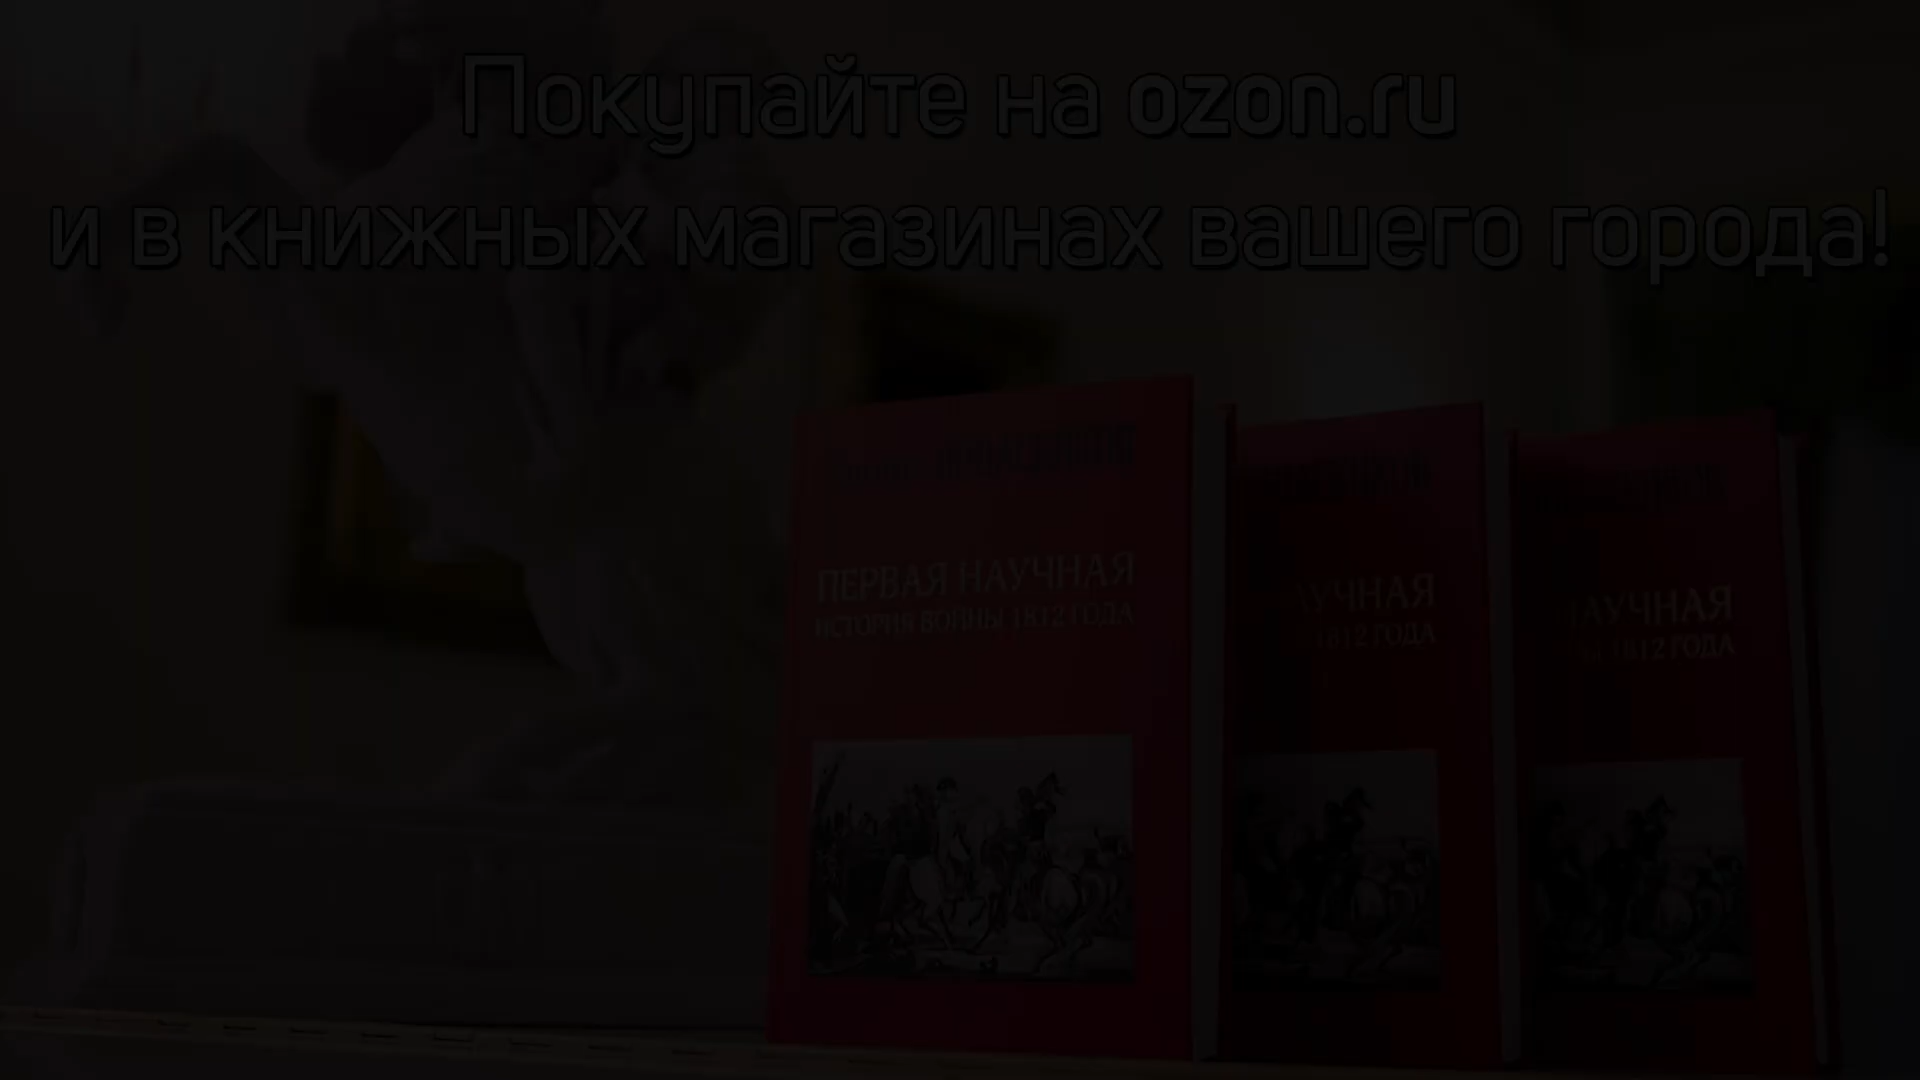 Покупайте на ozon.ru
и в книжных магазинах вашего города!
ПЕРВАЯ НАУЧНАЯ
ИСТОРИЯ ВОЙНЫ 1812 ГОДА
НАУЧНАЯ
1812 ГОДА
НАУЧНАЯ
1812 ГОДА